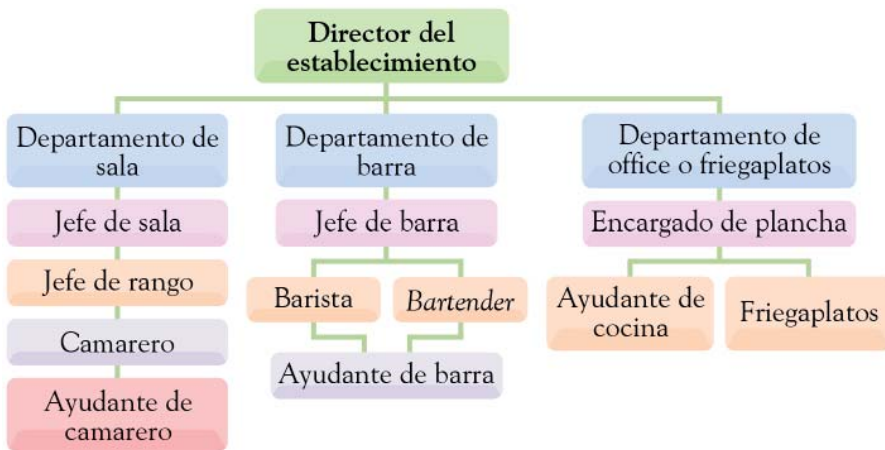 Director del
establecimiento
Departamento de
sala
Departamento de
barra
Departamento de
office o friegaplatos
Jefe de sala
Jefe de barra
Encargado de plancha
Jefe de rango
Barista
Bartender
Ayudante de
cocina
Friegaplatos
Camarero
Ayudante de barra
Ayudante de
camarero